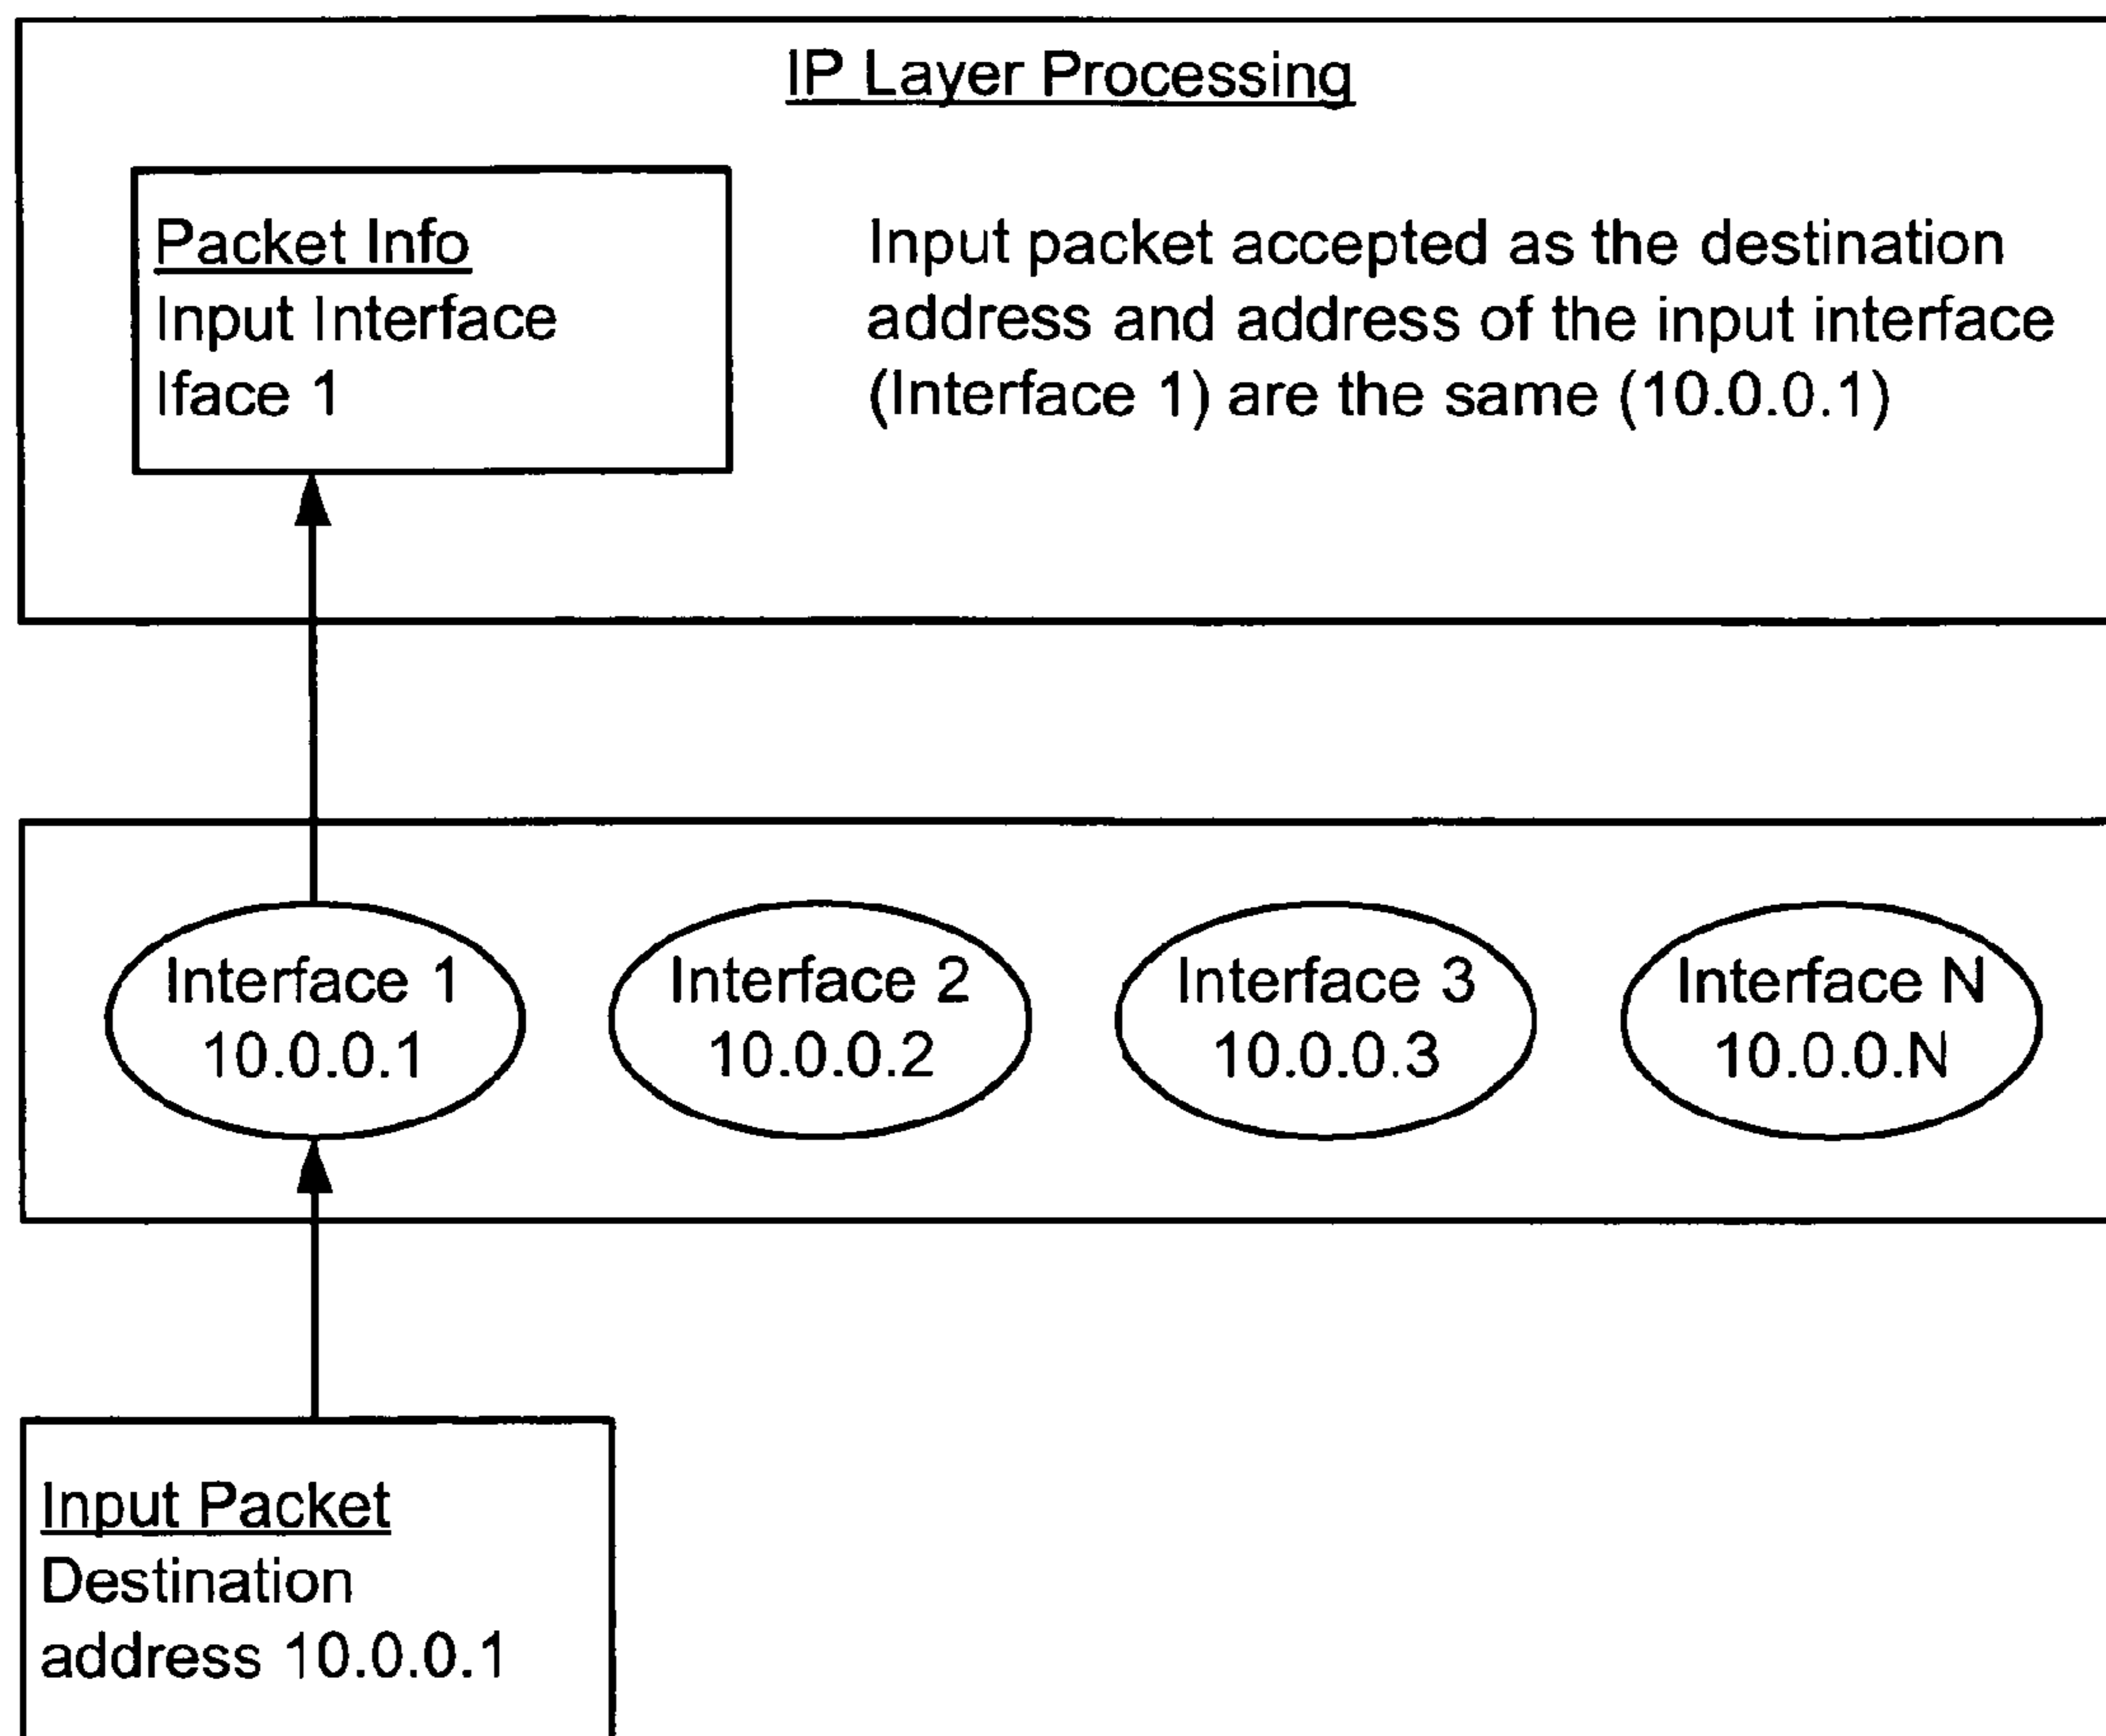 IP Layer Processing
Packet Info
Input Interface
Iface 1
Input packet accepted as the destination
address and address of the input interface
(Interface 1) are the same (10.0.0.1)
Interface 1
10.0.0.1
Interface 2
10.0.0.2
Interface 3
10.0.0.3
Interface N
10.0.0.N
Input Packet
Destination
address 10.0.0.1